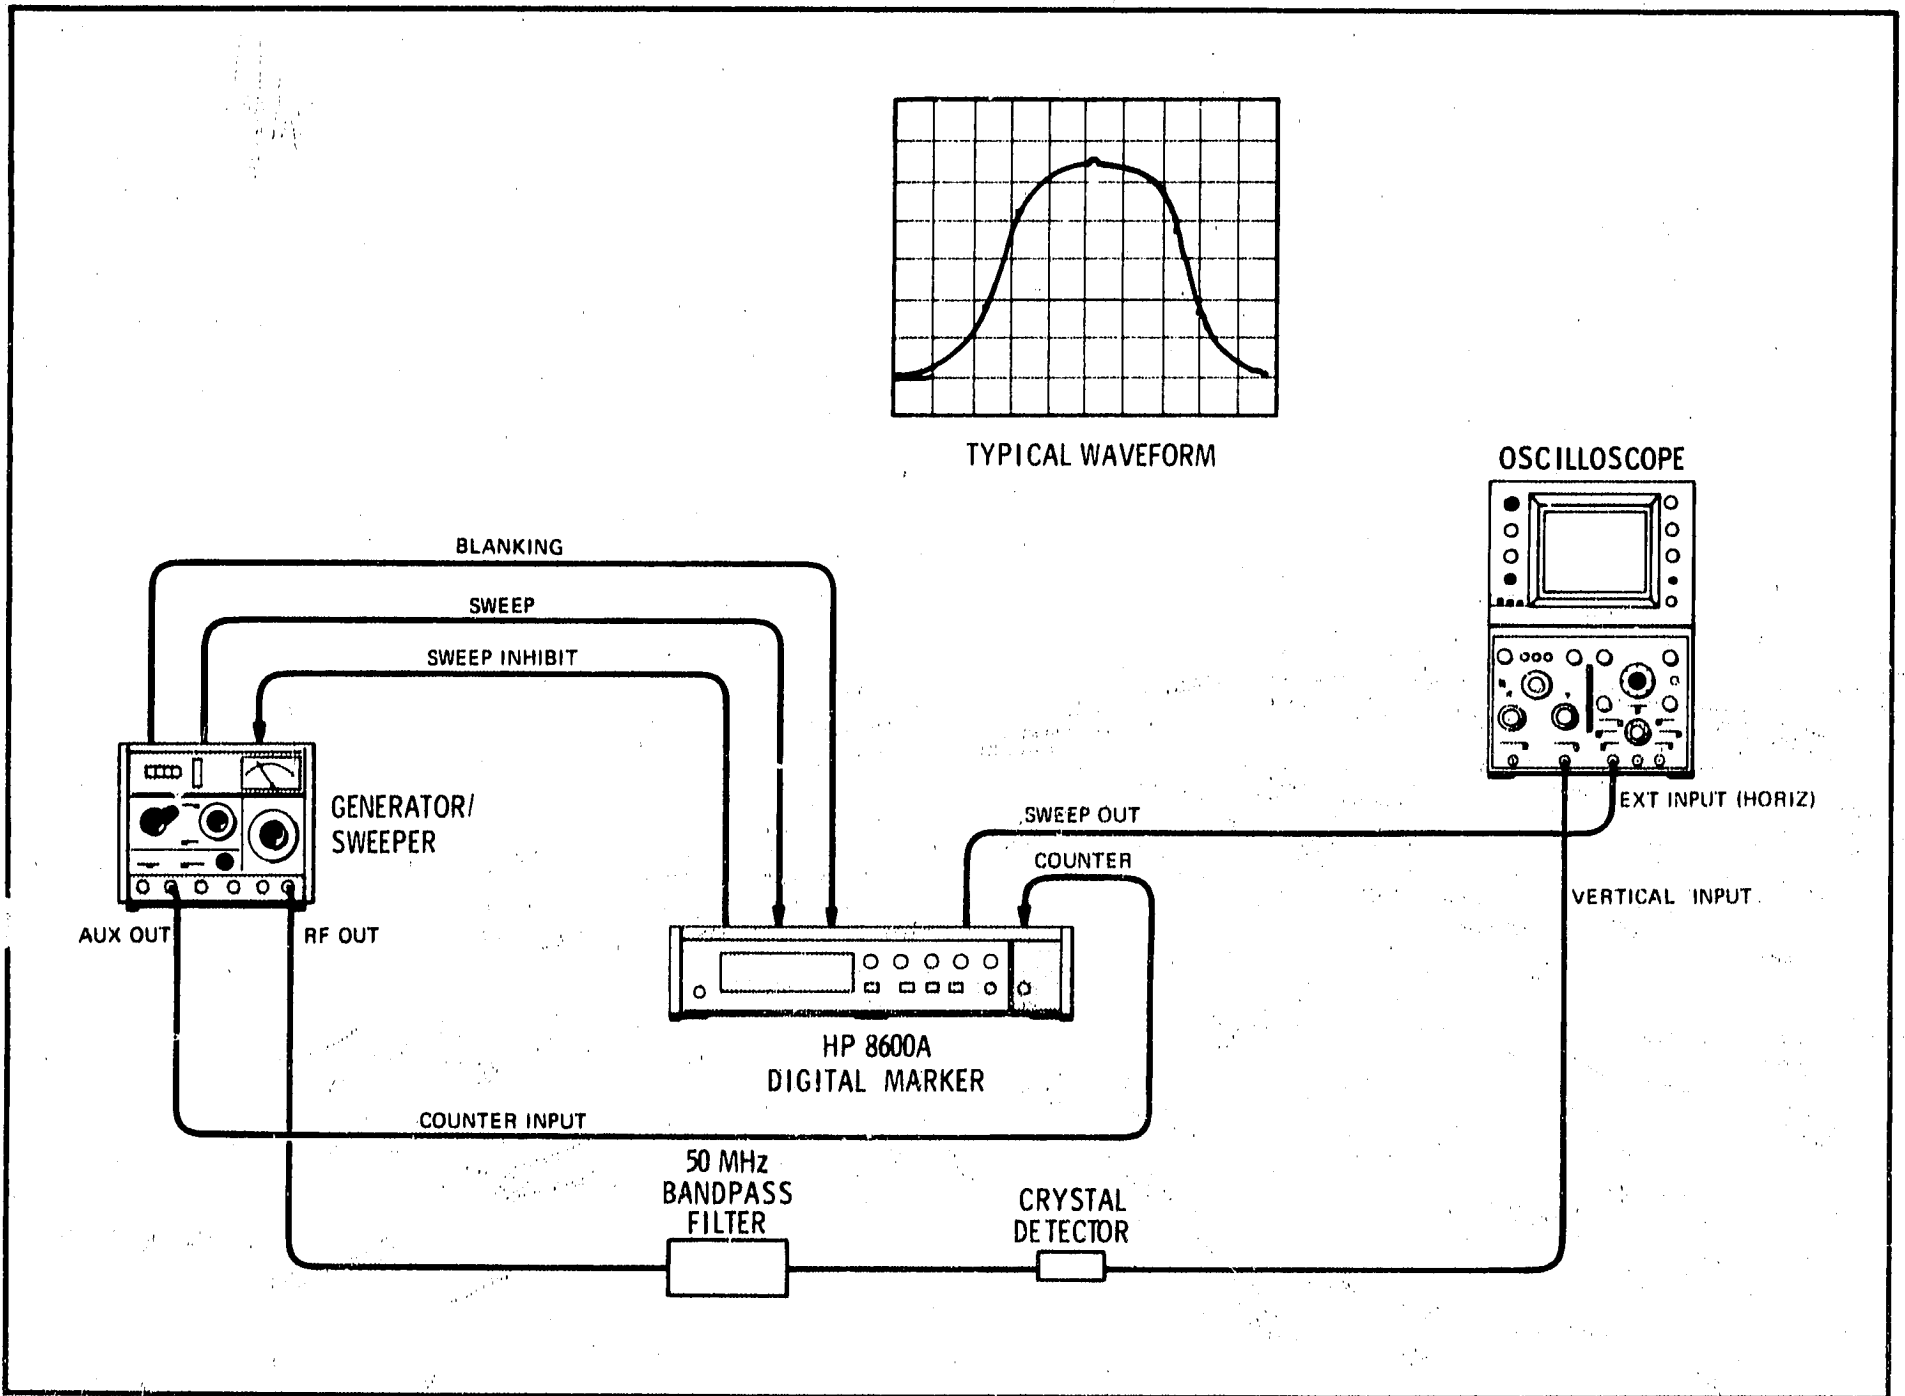 TYPICAL WAVEFORM
OSCILLOSCOPE
BLANKING
SWEEP
SWEEP INHIBIT
GENERATOR/
SWEEPER
EXT INPUT (HORIZ)
SWEEP OUT
COUNTER
VERTICAL INPUT
AUX OUT
RF OUT
HP 8600A
DIGITAL MARKER
COUNTER INPUT
50 MHz
BANDPASS
FILTER
CRYSTAL
DETECTOR